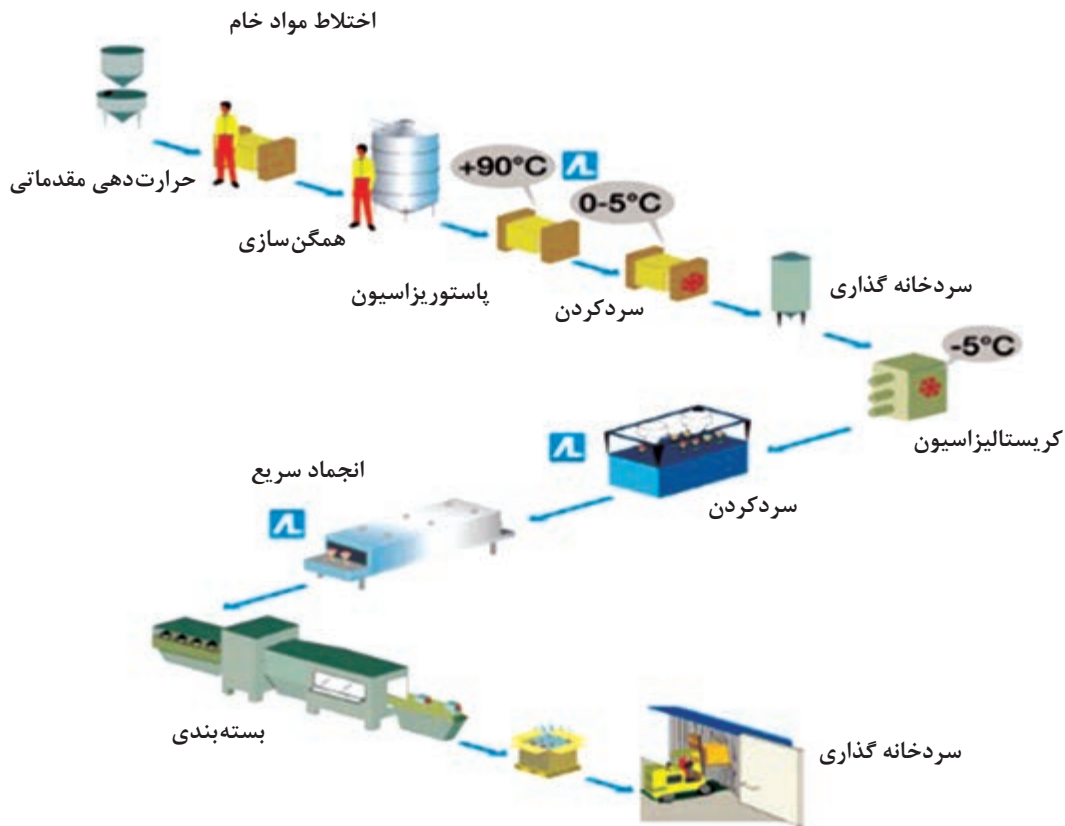 اختلاط مواد خام
حرارت‌دهی مقدماتی
همگن‌سازی
+90°C
پاستوریزاسیون
0-5°C
سردکردن
سردخانه گذاری
-5°C
کریستالیزاسیون
سردکردن
انجماد سریع
بسته‌بندی
سردخانه گذاری